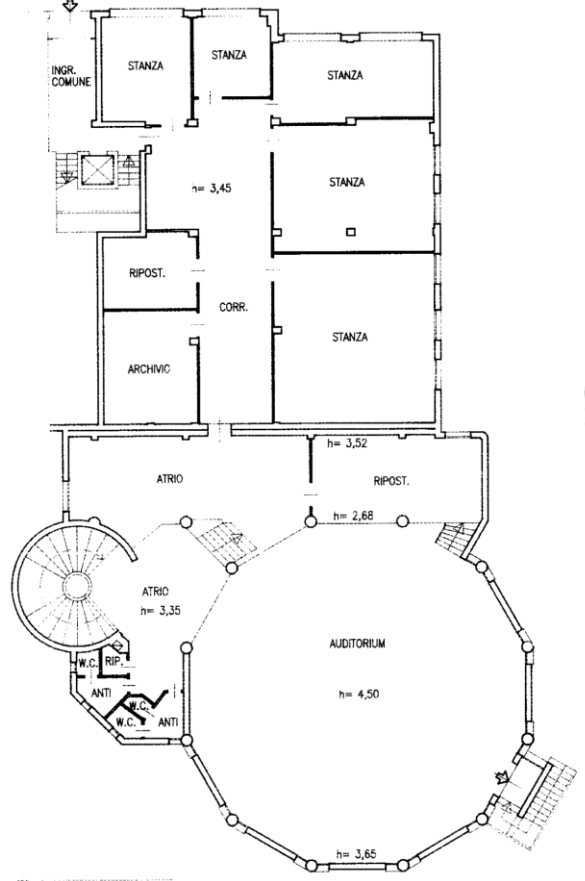 INGR.
COMUNE
STANZA
STANZA
STANZA
STANZA
h= 3,45
RIPOST.
CORR.
STANZA
ARCHIVIO
h= 3,52
ATRIO
RIPOST.
h= 2,68
ATRIO
h= 3,35
AUDITORIUM
W.C.
RIP.
ANTI
h= 4,50
W.C.
W.C.
ANTI
h= 3,65